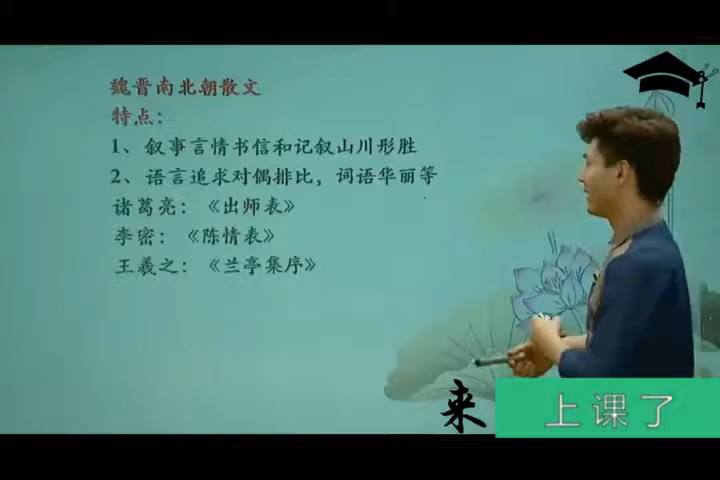 魏晋南北朝散文
特点：
1、叙事言情书信和记叙山川形胜
2、语言追求对偶排比，词语华丽等
诸葛亮：《出师表》
李密：《陈情表》
王羲之：《兰亭集序》
来
上课了